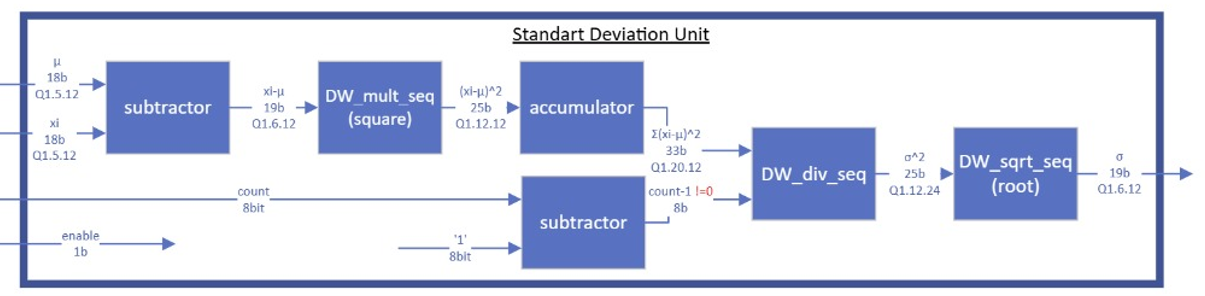 Standart Deviation Unit
μ
18b
Q1.5.12
xi
18b
Q1.5.12
subtractor
xi-μ
19b
Q1.6.12
DW_mult_seq
(square)
(xi-μ)^2
25b
Q1.12.12
accumulator
Σ(xi-μ)^2
33b
Q1.20.12
count
8bit
enable
1b
'1'
8bit
subtractor
count-1 !=0
8b
DW_div_seq
σ^2
25b
Q1.12.24
DW_sqrt_seq
(root)
σ
19b
Q1.6.12